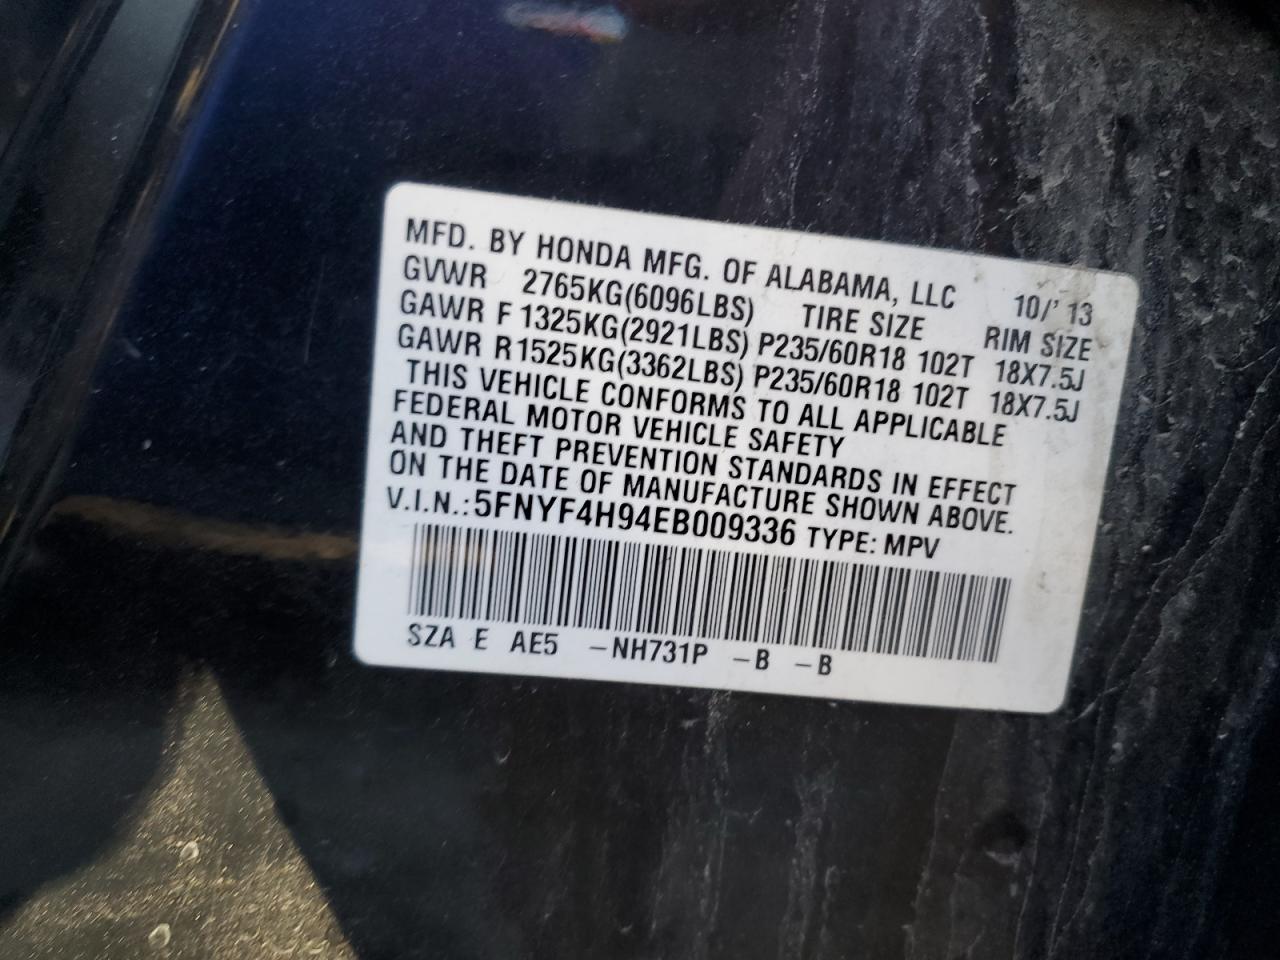 MFD. BY HONDA MFG. OF ALABAMA, LLC 10/' 13
GVWR 2765KG(6096LBS) TIRE SIZE RIM SIZE
GAWR F 1325KG(2921LBS) P235/60R18 102T 18X7.5J
GAWR R1525KG(3362LBS) P235/60R18 102T 18X7.5J
THIS VEHICLE CONFORMS TO ALL APPLICABLE
FEDERAL MOTOR VEHICLE SAFETY
AND THEFT PREVENTION STANDARDS IN EFFECT
ON THE DATE OF MANUFACTURE SHOWN ABOVE.
V.I.N.: 5FNYF4H94EB009336 TYPE: MPV
SZA E AE5 –NH731P –B –B